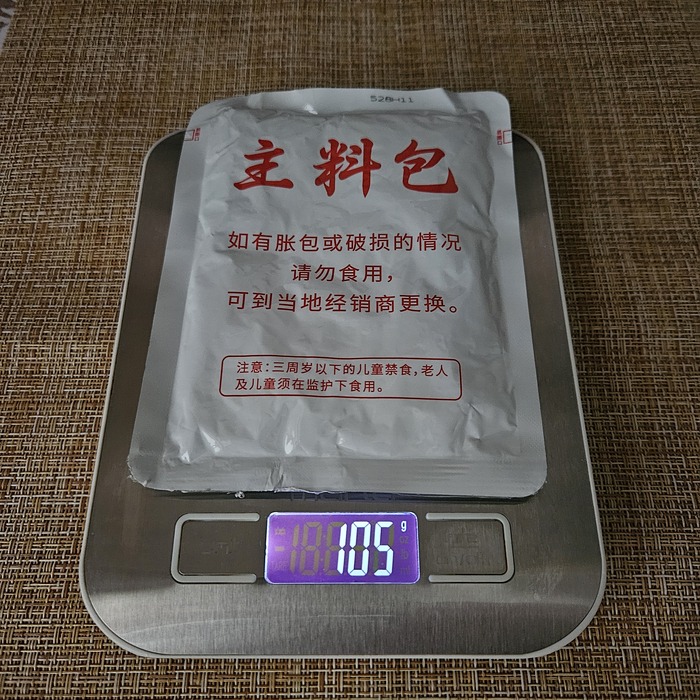 528H11
主料包
如有胀包或破损的情况
请勿食用，
可到当地经销商更换。
注意：三周岁以下的儿童禁食，老人
及儿童须在监护下食用。
105 g